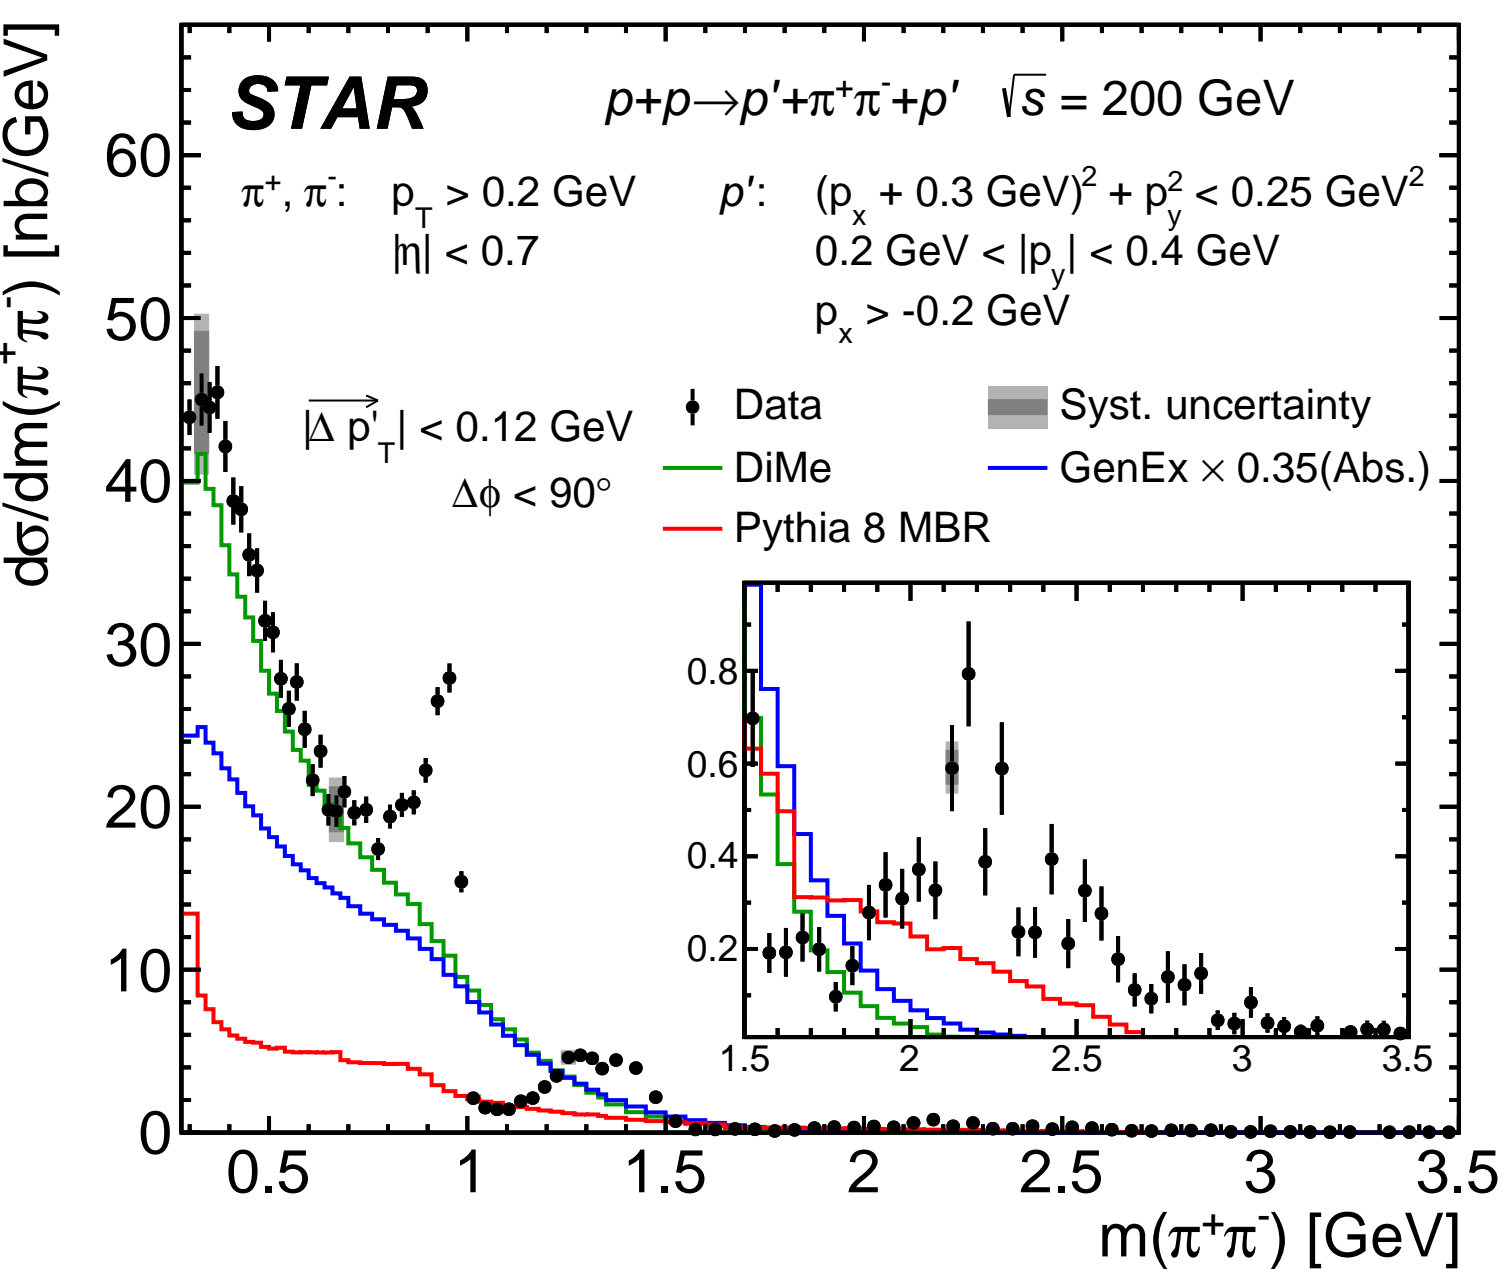 STAR p+p→p′+π⁺π⁻+p′ √s = 200 GeV
π⁺, π⁻: p_T > 0.2 GeV p′: (p_x + 0.3 GeV)² + p_y² < 0.25 GeV²
|η| < 0.7 0.2 GeV < |p_y| < 0.4 GeV
p_x > -0.2 GeV
|Δ p'_T| < 0.12 GeV
Δϕ < 90°
Data
Syst. uncertainty
DiMe
GenEx × 0.35(Abs.)
Pythia 8 MBR
dσ/dm(π⁺π⁻) [nb/GeV]
60
50
40
30
20
10
0
0.8
0.6
0.4
0.2
1.5 2 2.5 3 3.5
0.5 1 1.5 2 2.5 3 3.5
m(π⁺π⁻) [GeV]